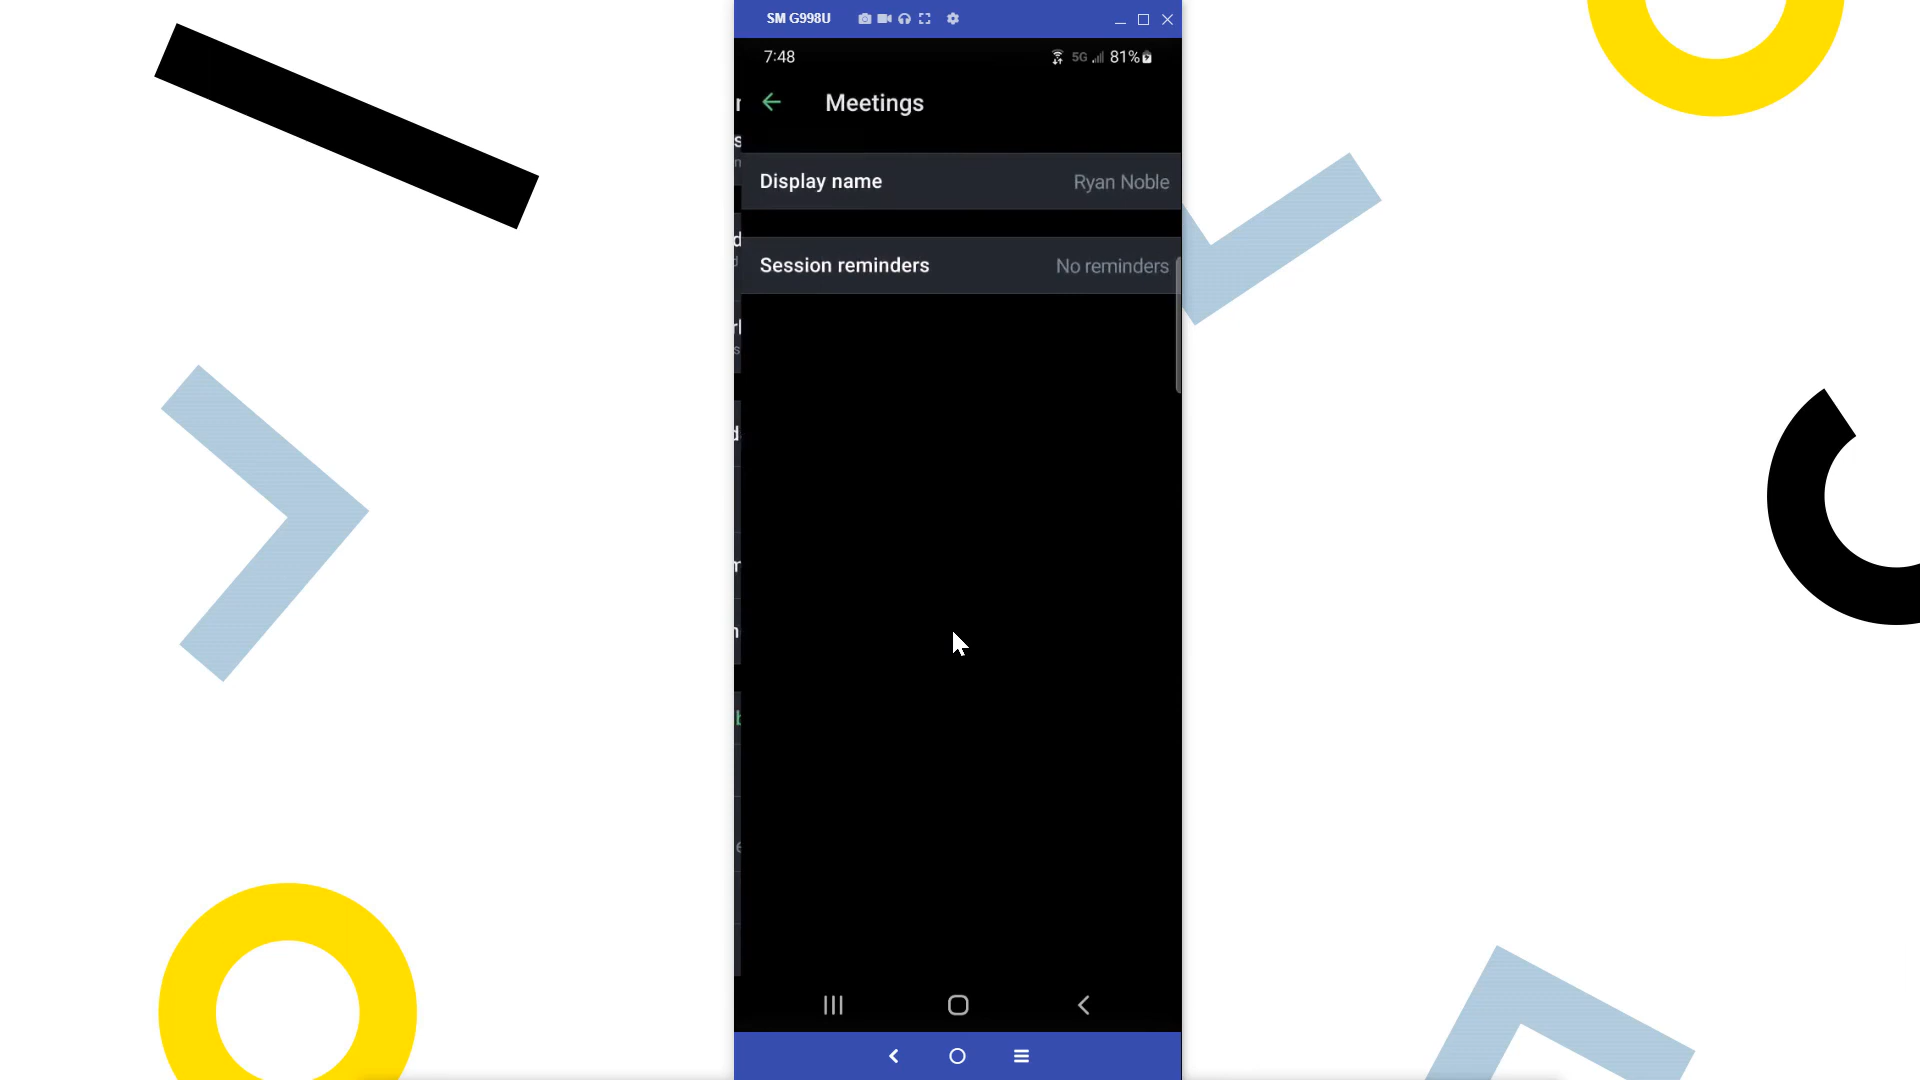 SM G998U
7:48
5G 81%
Meetings
Display name Ryan Noble
Session reminders No reminders